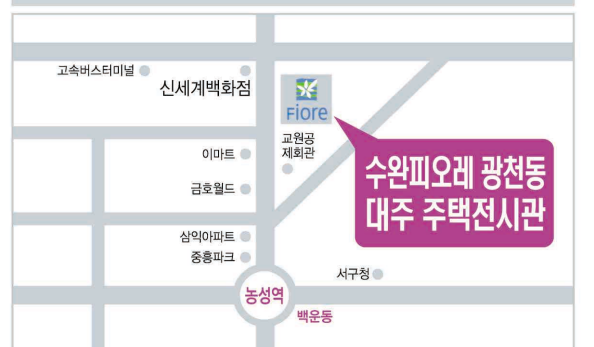 고속버스터미널
신세계백화점
Fiore
교원공
제회관
이마트
수완피오레 광천동
대주 주택전시관
금호월드
삼익아파트
중흥파크
서구청
농성역
백운동